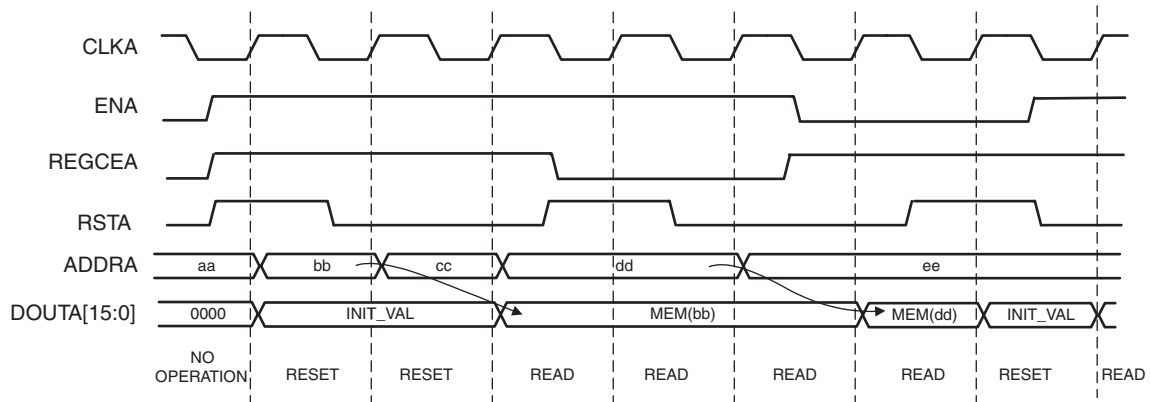 CLKA
ENA
REGCEA
RSTA
ADDRA aa bb cc dd ee
DOUTA[15:0] 0000 INIT_VAL MEM(bb) MEM(dd) INIT_VAL
NO
OPERATION RESET RESET READ READ READ READ RESET READ